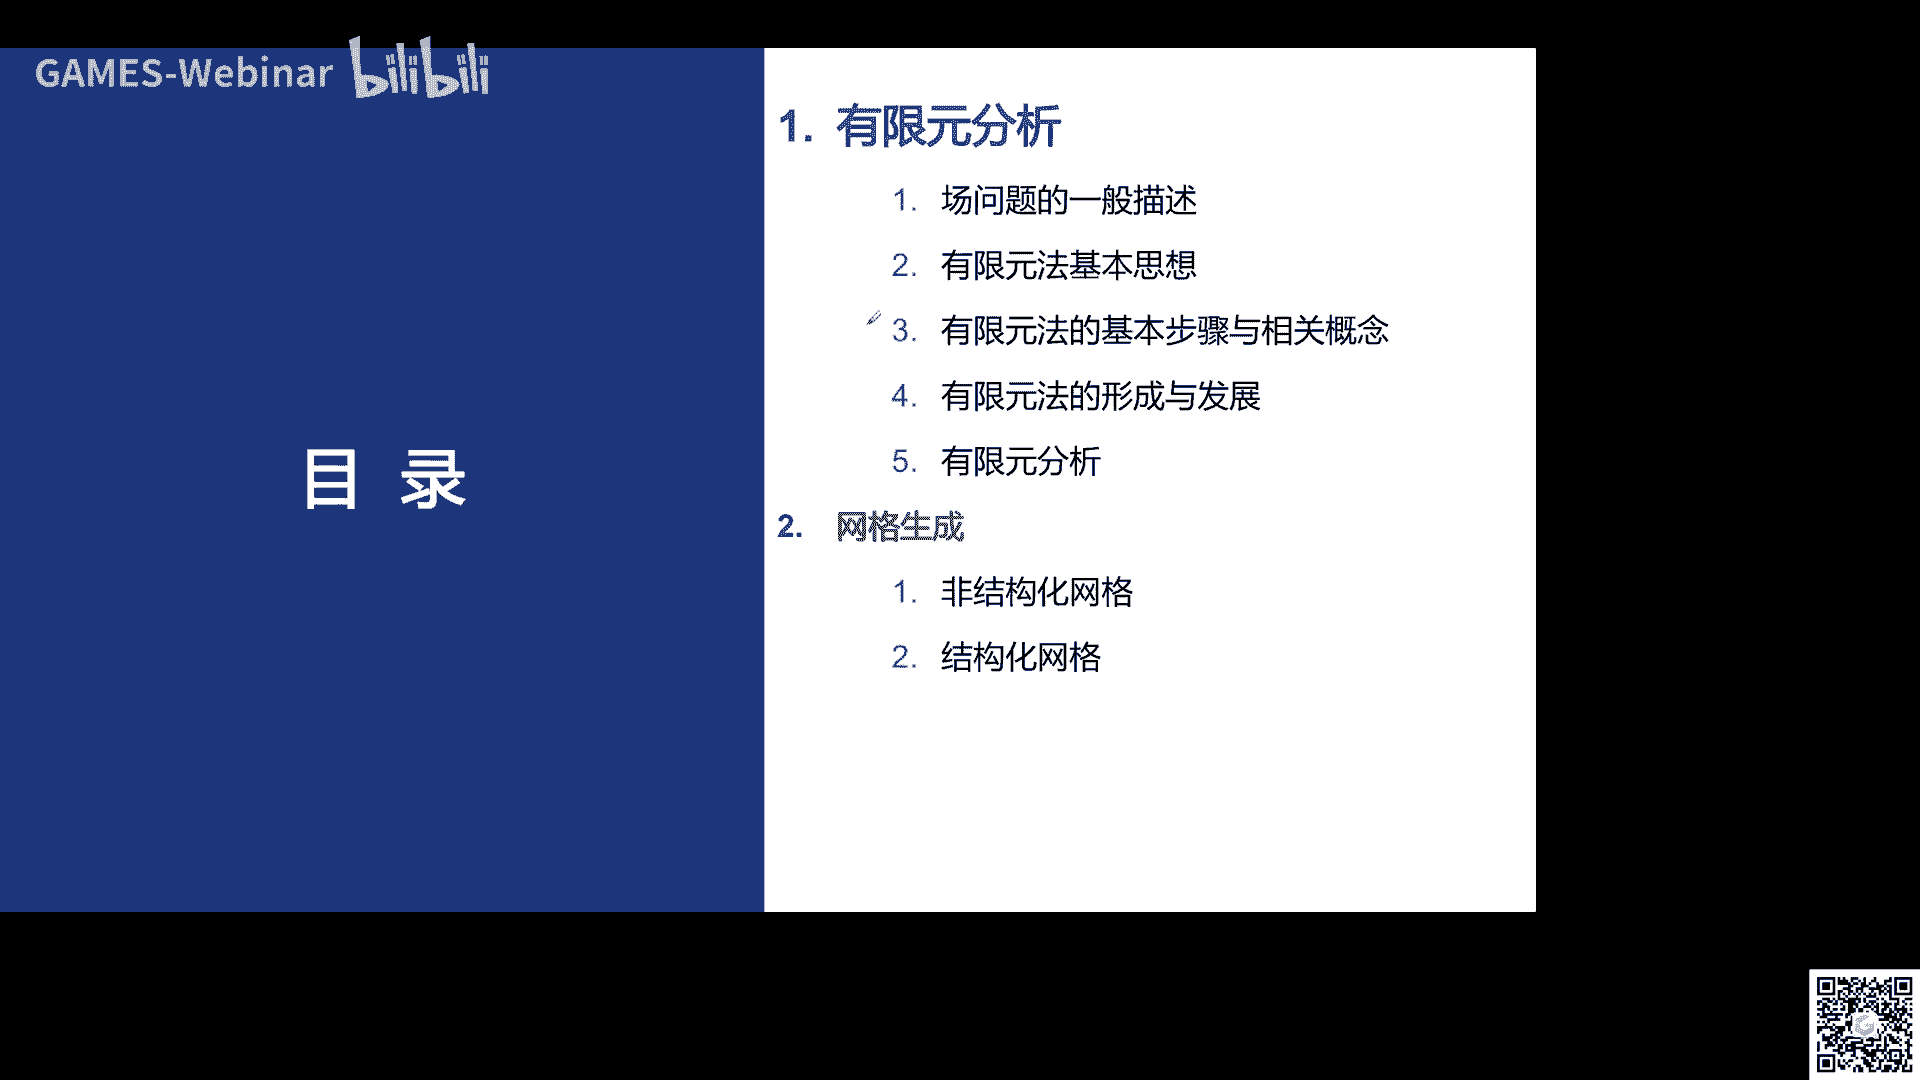 GAMES-Webinar bilibili
目 录
1. 有限元分析
1. 场问题的一般描述
2. 有限元法基本思想
3. 有限元法的基本步骤与相关概念
4. 有限元法的形成与发展
5. 有限元分析
2. 网格生成
1. 非结构化网格
2. 结构化网格